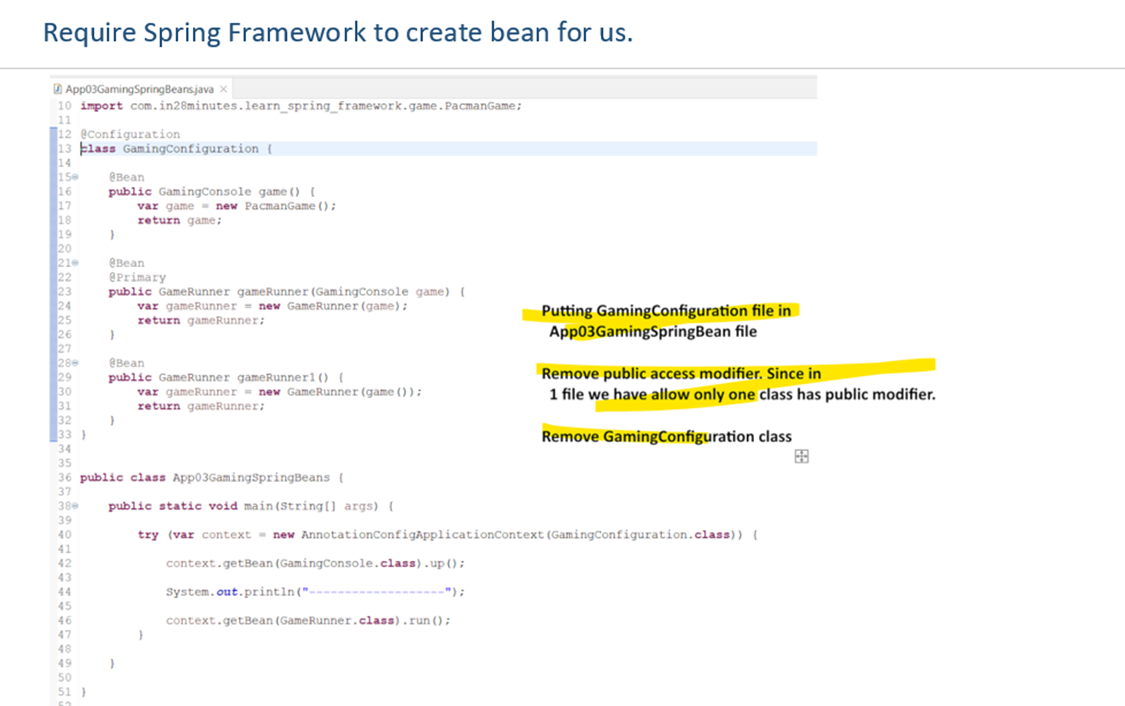 Require Spring Framework to create bean for us.
App03GamingSpringBeans.java
10 import com.in28minutes.learn_spring_framework.game.PacmanGame;
11
12 @Configuration
13 class GamingConfiguration {
14
15 @Bean
16 public GamingConsole game() {
17 var game = new PacmanGame();
18 return game;
19 }
20
21 @Bean
22 @Primary
23 public GameRunner gameRunner(GamingConsole game) {
24 var gameRunner = new GameRunner(game);
25 return gameRunner;
26 }
27
28 @Bean
29 public GameRunner gameRunner1() {
30 var gameRunner = new GameRunner(game());
31 return gameRunner;
32 }
33 }
34
35
36 public class App03GamingSpringBeans {
37
38 public static void main(String[] args) {
39
40 try (var context = new AnnotationConfigApplicationContext(GamingConfiguration.class)) {
41
42 context.getBean(GamingConsole.class).up();
43
44 System.out.println("-------------------");
45
46 context.getBean(GameRunner.class).run();
47 }
48
49 }
50
51 }
52
Putting GamingConfiguration file in
App03GamingSpringBean file
Remove public access modifier. Since in
1 file we have allow only one class has public modifier.
Remove GamingConfiguration class